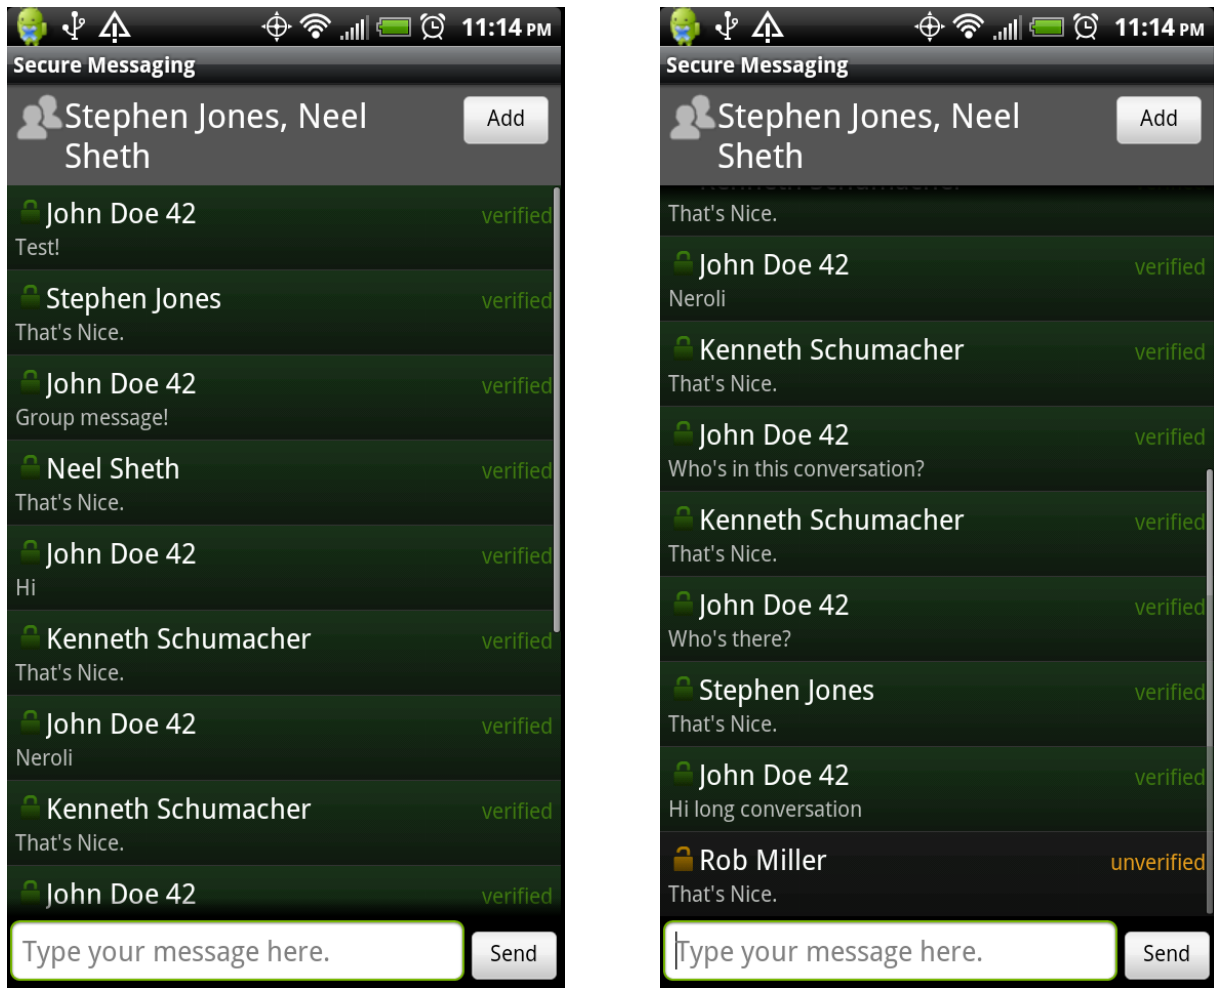 11:14 PM
Secure Messaging
Stephen Jones, Neel
Sheth
Add
John Doe 42
verified
Test!
Stephen Jones
verified
That's Nice.
John Doe 42
verified
Group message!
Neel Sheth
verified
That's Nice.
John Doe 42
verified
Hi
Kenneth Schumacher
verified
That's Nice.
John Doe 42
verified
Neroli
Kenneth Schumacher
verified
That's Nice.
John Doe 42
verified
Type your message here.
Send
11:14 PM
Secure Messaging
Stephen Jones, Neel
Sheth
Add
Kenneth Schumacher
That's Nice.
John Doe 42
verified
Neroli
Kenneth Schumacher
verified
That's Nice.
John Doe 42
verified
Who's in this conversation?
Kenneth Schumacher
verified
That's Nice.
John Doe 42
verified
Who's there?
Stephen Jones
verified
That's Nice.
John Doe 42
verified
Hi long conversation
Rob Miller
unverified
That's Nice.
Type your message here.
Send